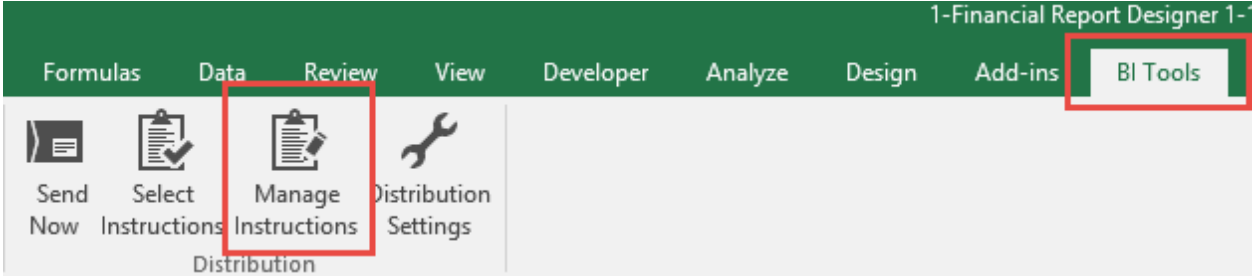 1-Financial Report Designer 1-1
Formulas Data Review View Developer Analyze Design Add-ins BI Tools
Send Select Manage Distribution
Now Instructions Instructions Settings
Distribution